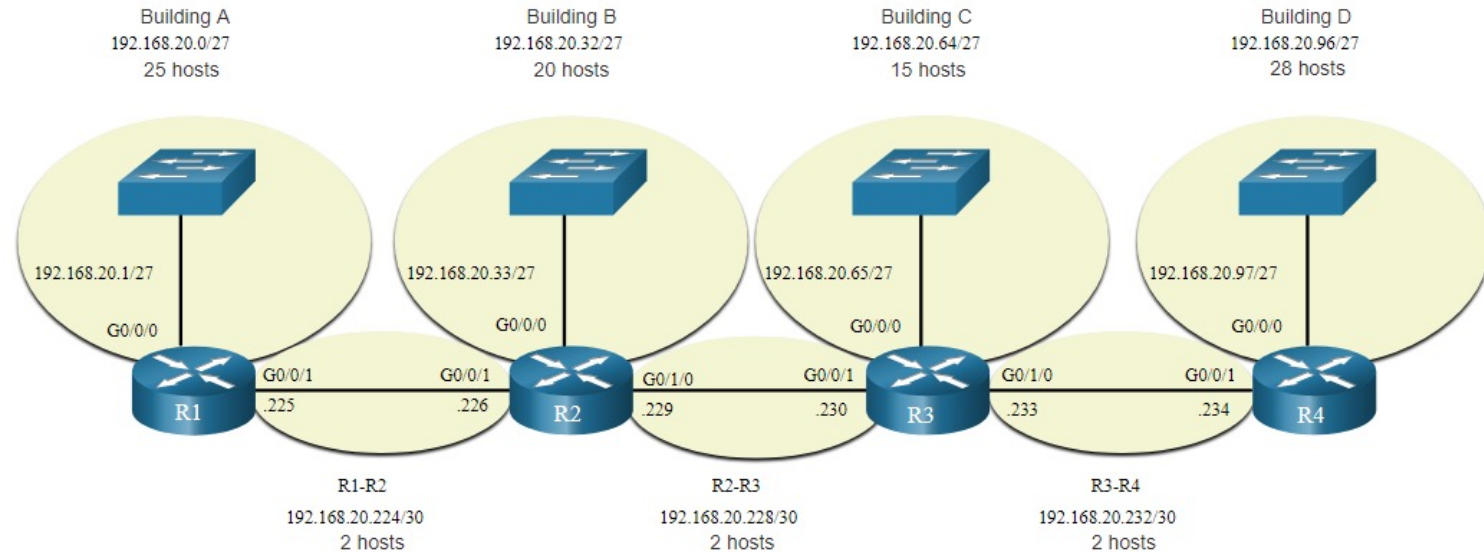 Building A
192.168.20.0/27
25 hosts
Building B
192.168.20.32/27
20 hosts
Building C
192.168.20.64/27
15 hosts
Building D
192.168.20.96/27
28 hosts
192.168.20.1/27
192.168.20.33/27
192.168.20.65/27
192.168.20.97/27
G0/0/0
G0/0/0
G0/0/0
G0/0/0
R1
G0/0/1
.225
G0/0/1
.226
R2
G0/1/0
.229
G0/0/1
.230
R3
G0/1/0
.233
G0/0/1
.234
R4
R1-R2
192.168.20.224/30
2 hosts
R2-R3
192.168.20.228/30
2 hosts
R3-R4
192.168.20.232/30
2 hosts